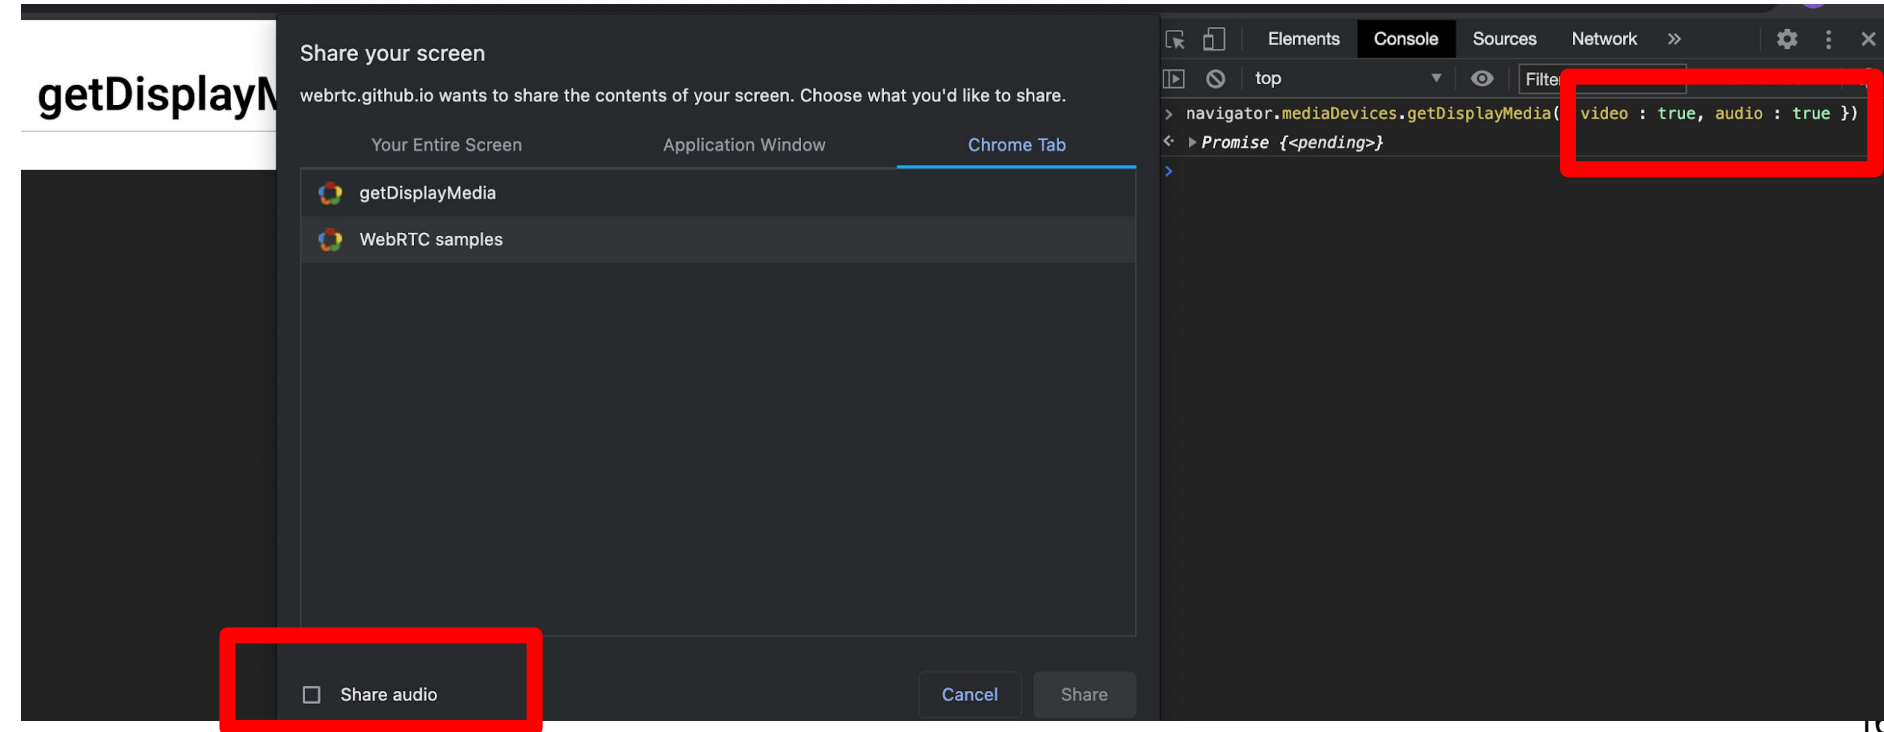 getDisplayM
Share your screen
webrtc.github.io wants to share the contents of your screen. Choose what you'd like to share.
Your Entire Screen
Application Window
Chrome Tab
getDisplayMedia
WebRTC samples
Share audio
Cancel
Share
Elements
Console
Sources
Network
top
Filte
navigator.mediaDevices.getDisplayMedia( video : true, audio : true })
Promise {<pending>}